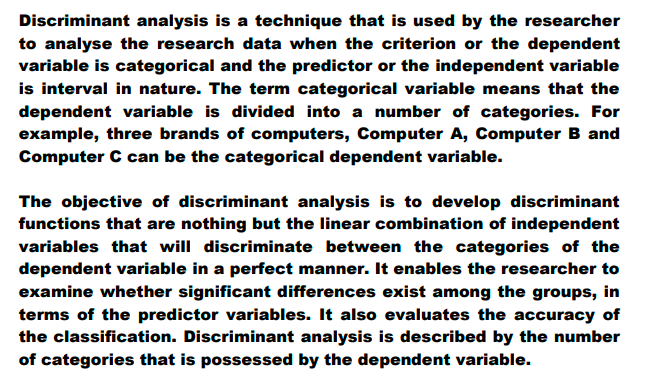 Discriminant analysis is a technique that is used by the researcher
to analyse the research data when the criterion or the dependent
variable is categorical and the predictor or the independent variable
is interval in nature. The term categorical variable means that the
dependent variable is divided into a number of categories. For
example, three brands of computers, Computer A, Computer B and
Computer C can be the categorical dependent variable.
The objective of discriminant analysis is to develop discriminant
functions that are nothing but the linear combination of independent
variables that will discriminate between the categories of the
dependent variable in a perfect manner. It enables the researcher to
examine whether significant differences exist among the groups, in
terms of the predictor variables. It also evaluates the accuracy of
the classification. Discriminant analysis is described by the number
of categories that is possessed by the dependent variable.